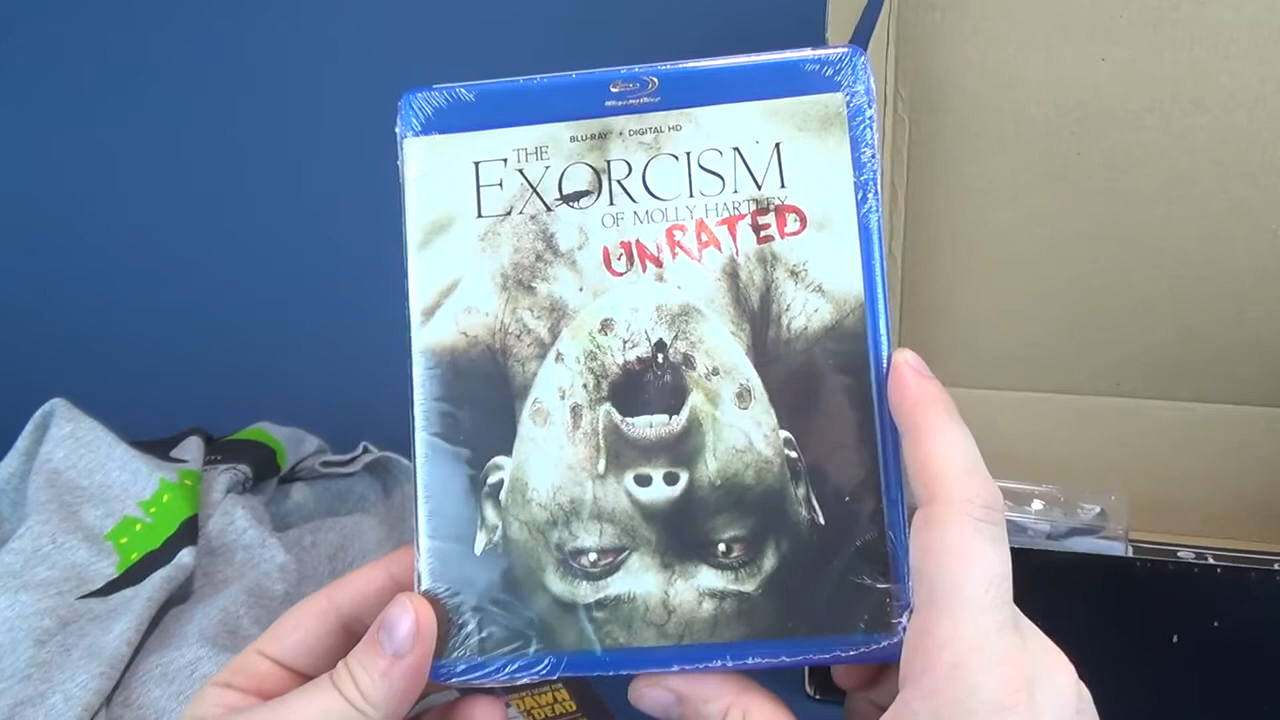 BLU-RAY + DIGITAL HD
THE
EXORCISM
OF MOLLY HARTLEY
UNRATED
DAWN
DEAD